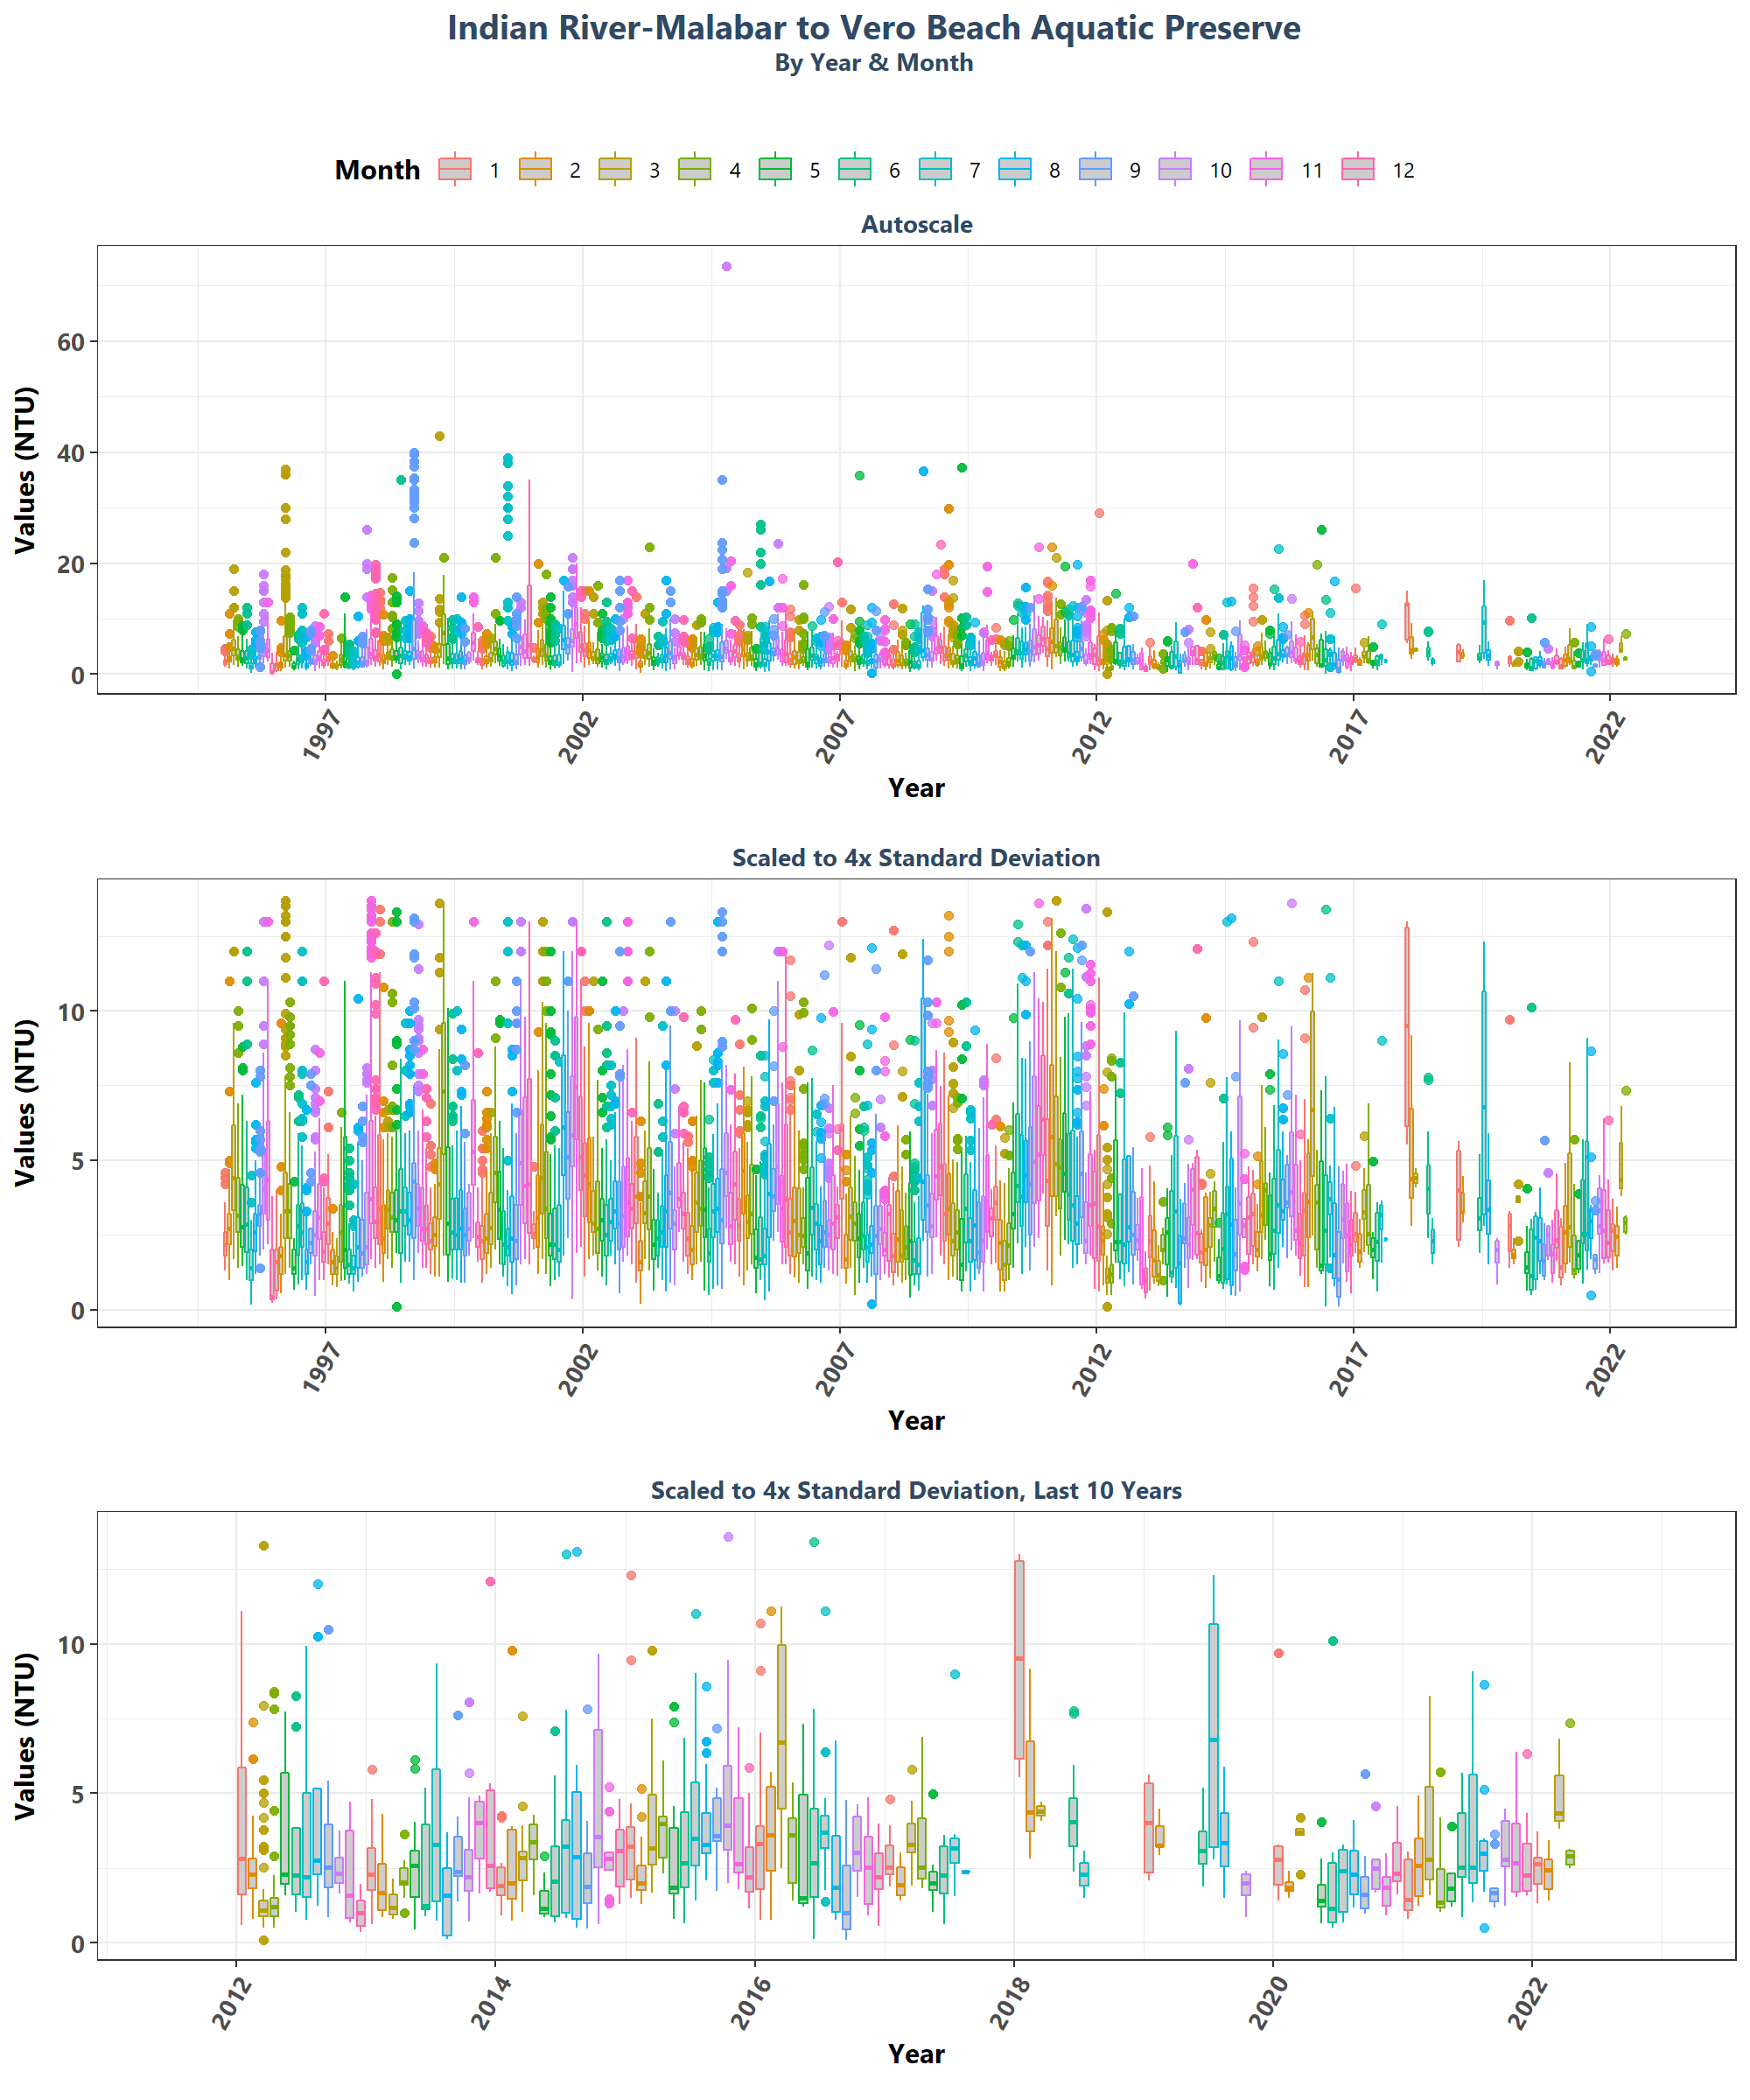 Indian River-Malabar to Vero Beach Aquatic Preserve
By Year & Month
Month 1 2 3 4 5 6 7 8 9 10 11 12
Autoscale
Values (NTU)
60
40
20
0
1997 2002 2007 2012 2017 2022
Year
Scaled to 4x Standard Deviation
Values (NTU)
10
5
0
1997 2002 2007 2012 2017 2022
Year
Scaled to 4x Standard Deviation, Last 10 Years
Values (NTU)
10
5
0
2012 2014 2016 2018 2020 2022
Year